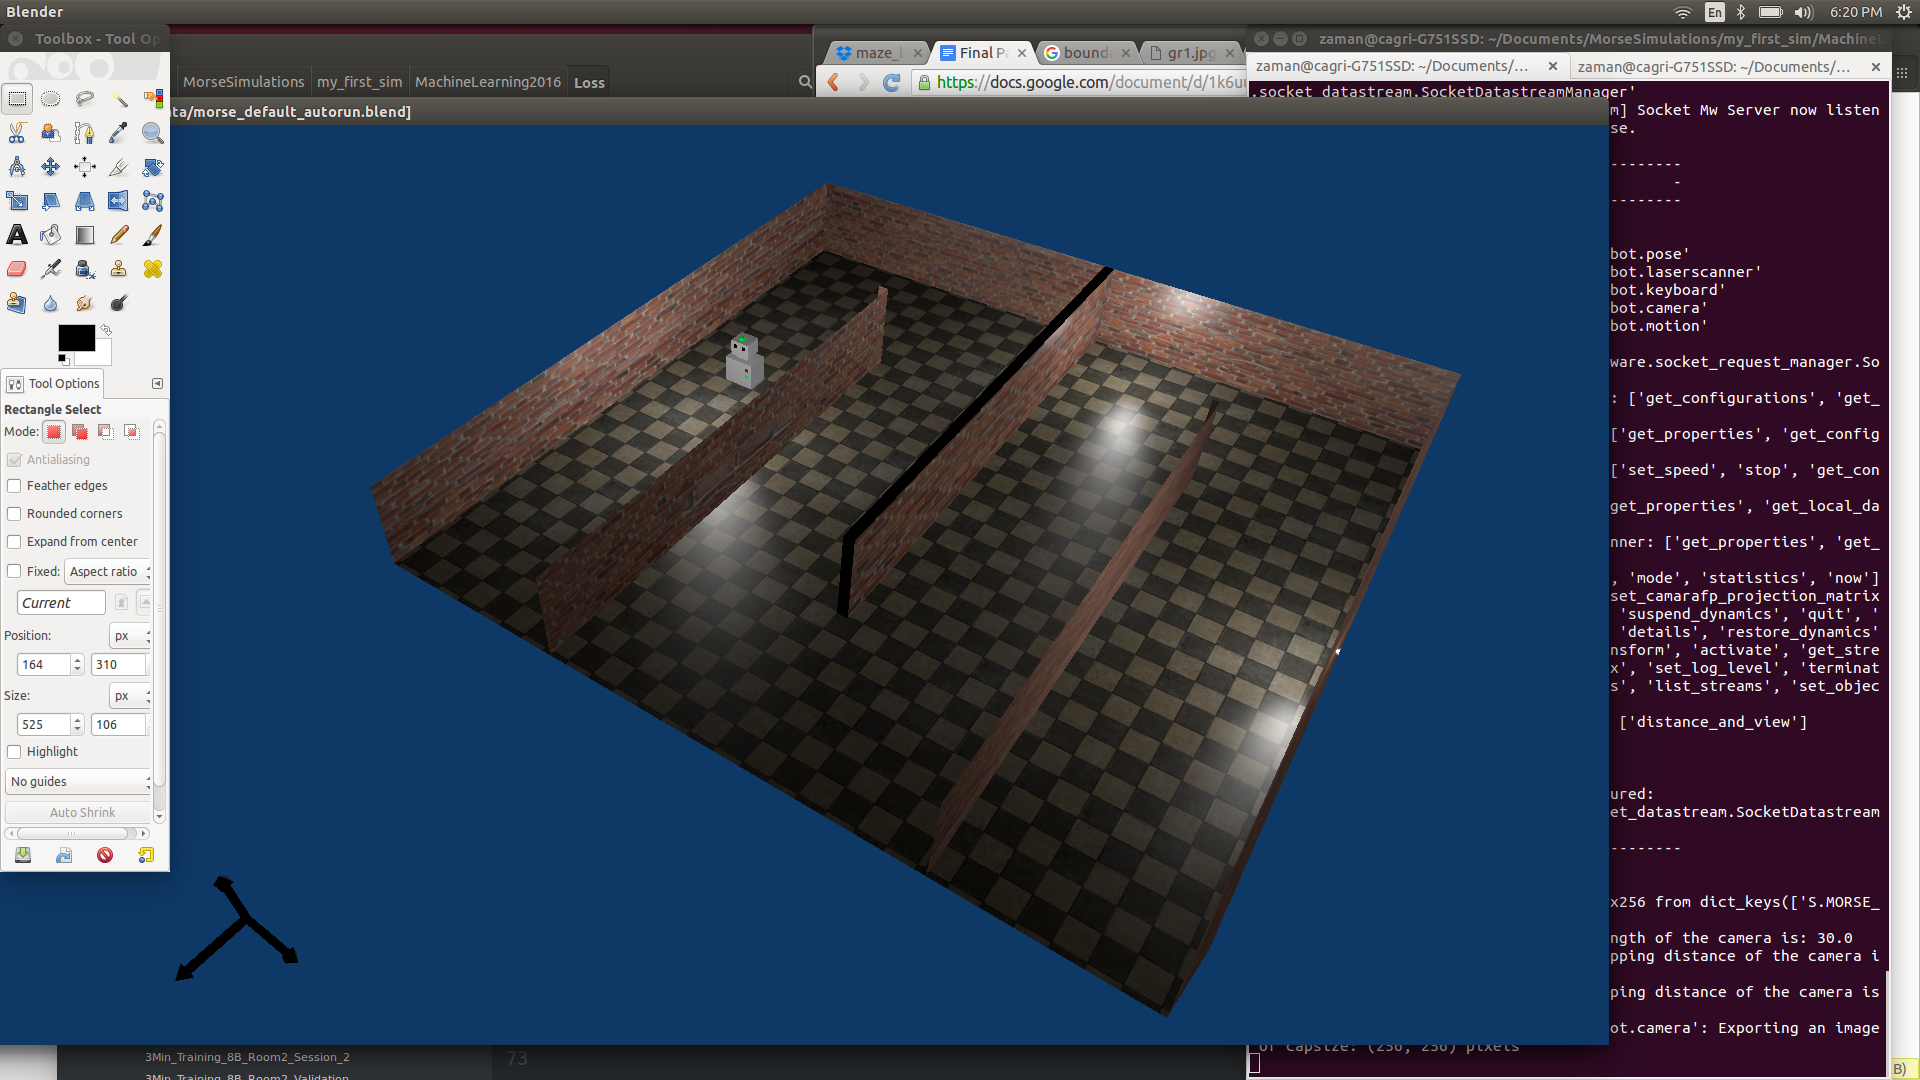 Blender
En
6:20 PM
Toolbox - Tool Op
MorseSimulations
my_first_sim
MachineLearning2016
Loss
maze_l
Final Pa
bounda
gr1.jpg
https://docs.google.com/document/d/1k6u
zaman@cagri-G751SSD: ~/Documents/MorseSimulations/my_first_sim/MachineLe
zaman@cagri-G751SSD: ~/Documents/...
zaman@cagri-G751SSD: ~/Documents/...
ta/morse_default_autorun.blend]
Tool Options
Rectangle Select
Mode:
Antialiasing
Feather edges
Rounded corners
Expand from center
Fixed:
Aspect ratio
Current
Position:
px
164
310
Size:
px
525
106
Highlight
No guides
Auto Shrink
.socket_datastream.SocketDatastreamManager'
m] Socket Mw Server now listen
se.
--------
-
--------
bot.pose'
bot.laserscanner'
bot.keyboard'
bot.camera'
bot.motion'
ware.socket_request_manager.So
: ['get_configurations', 'get_
['get_properties', 'get_config
['set_speed', 'stop', 'get_con
get_properties', 'get_local_da
nner: ['get_properties', 'get_
, 'mode', 'statistics', 'now']
set_camarafp_projection_matrix
'suspend_dynamics', 'quit', '
'details', 'restore_dynamics'
nsform', 'activate', 'get_stre
x', 'set_log_level', 'terminat
s', 'list_streams', 'set_objec
['distance_and_view']
ured:
et_datastream.SocketDatastream
--------
x256 from dict_keys(['S.MORSE_
ngth of the camera is: 30.0
pping distance of the camera i
ping distance of the camera is
ot.camera': Exporting an image
of capsize: (256, 256) pixels
3Min_Training_8B_Room2_Session_2
73
3Min_Training_8B_Room2_Validation
B)